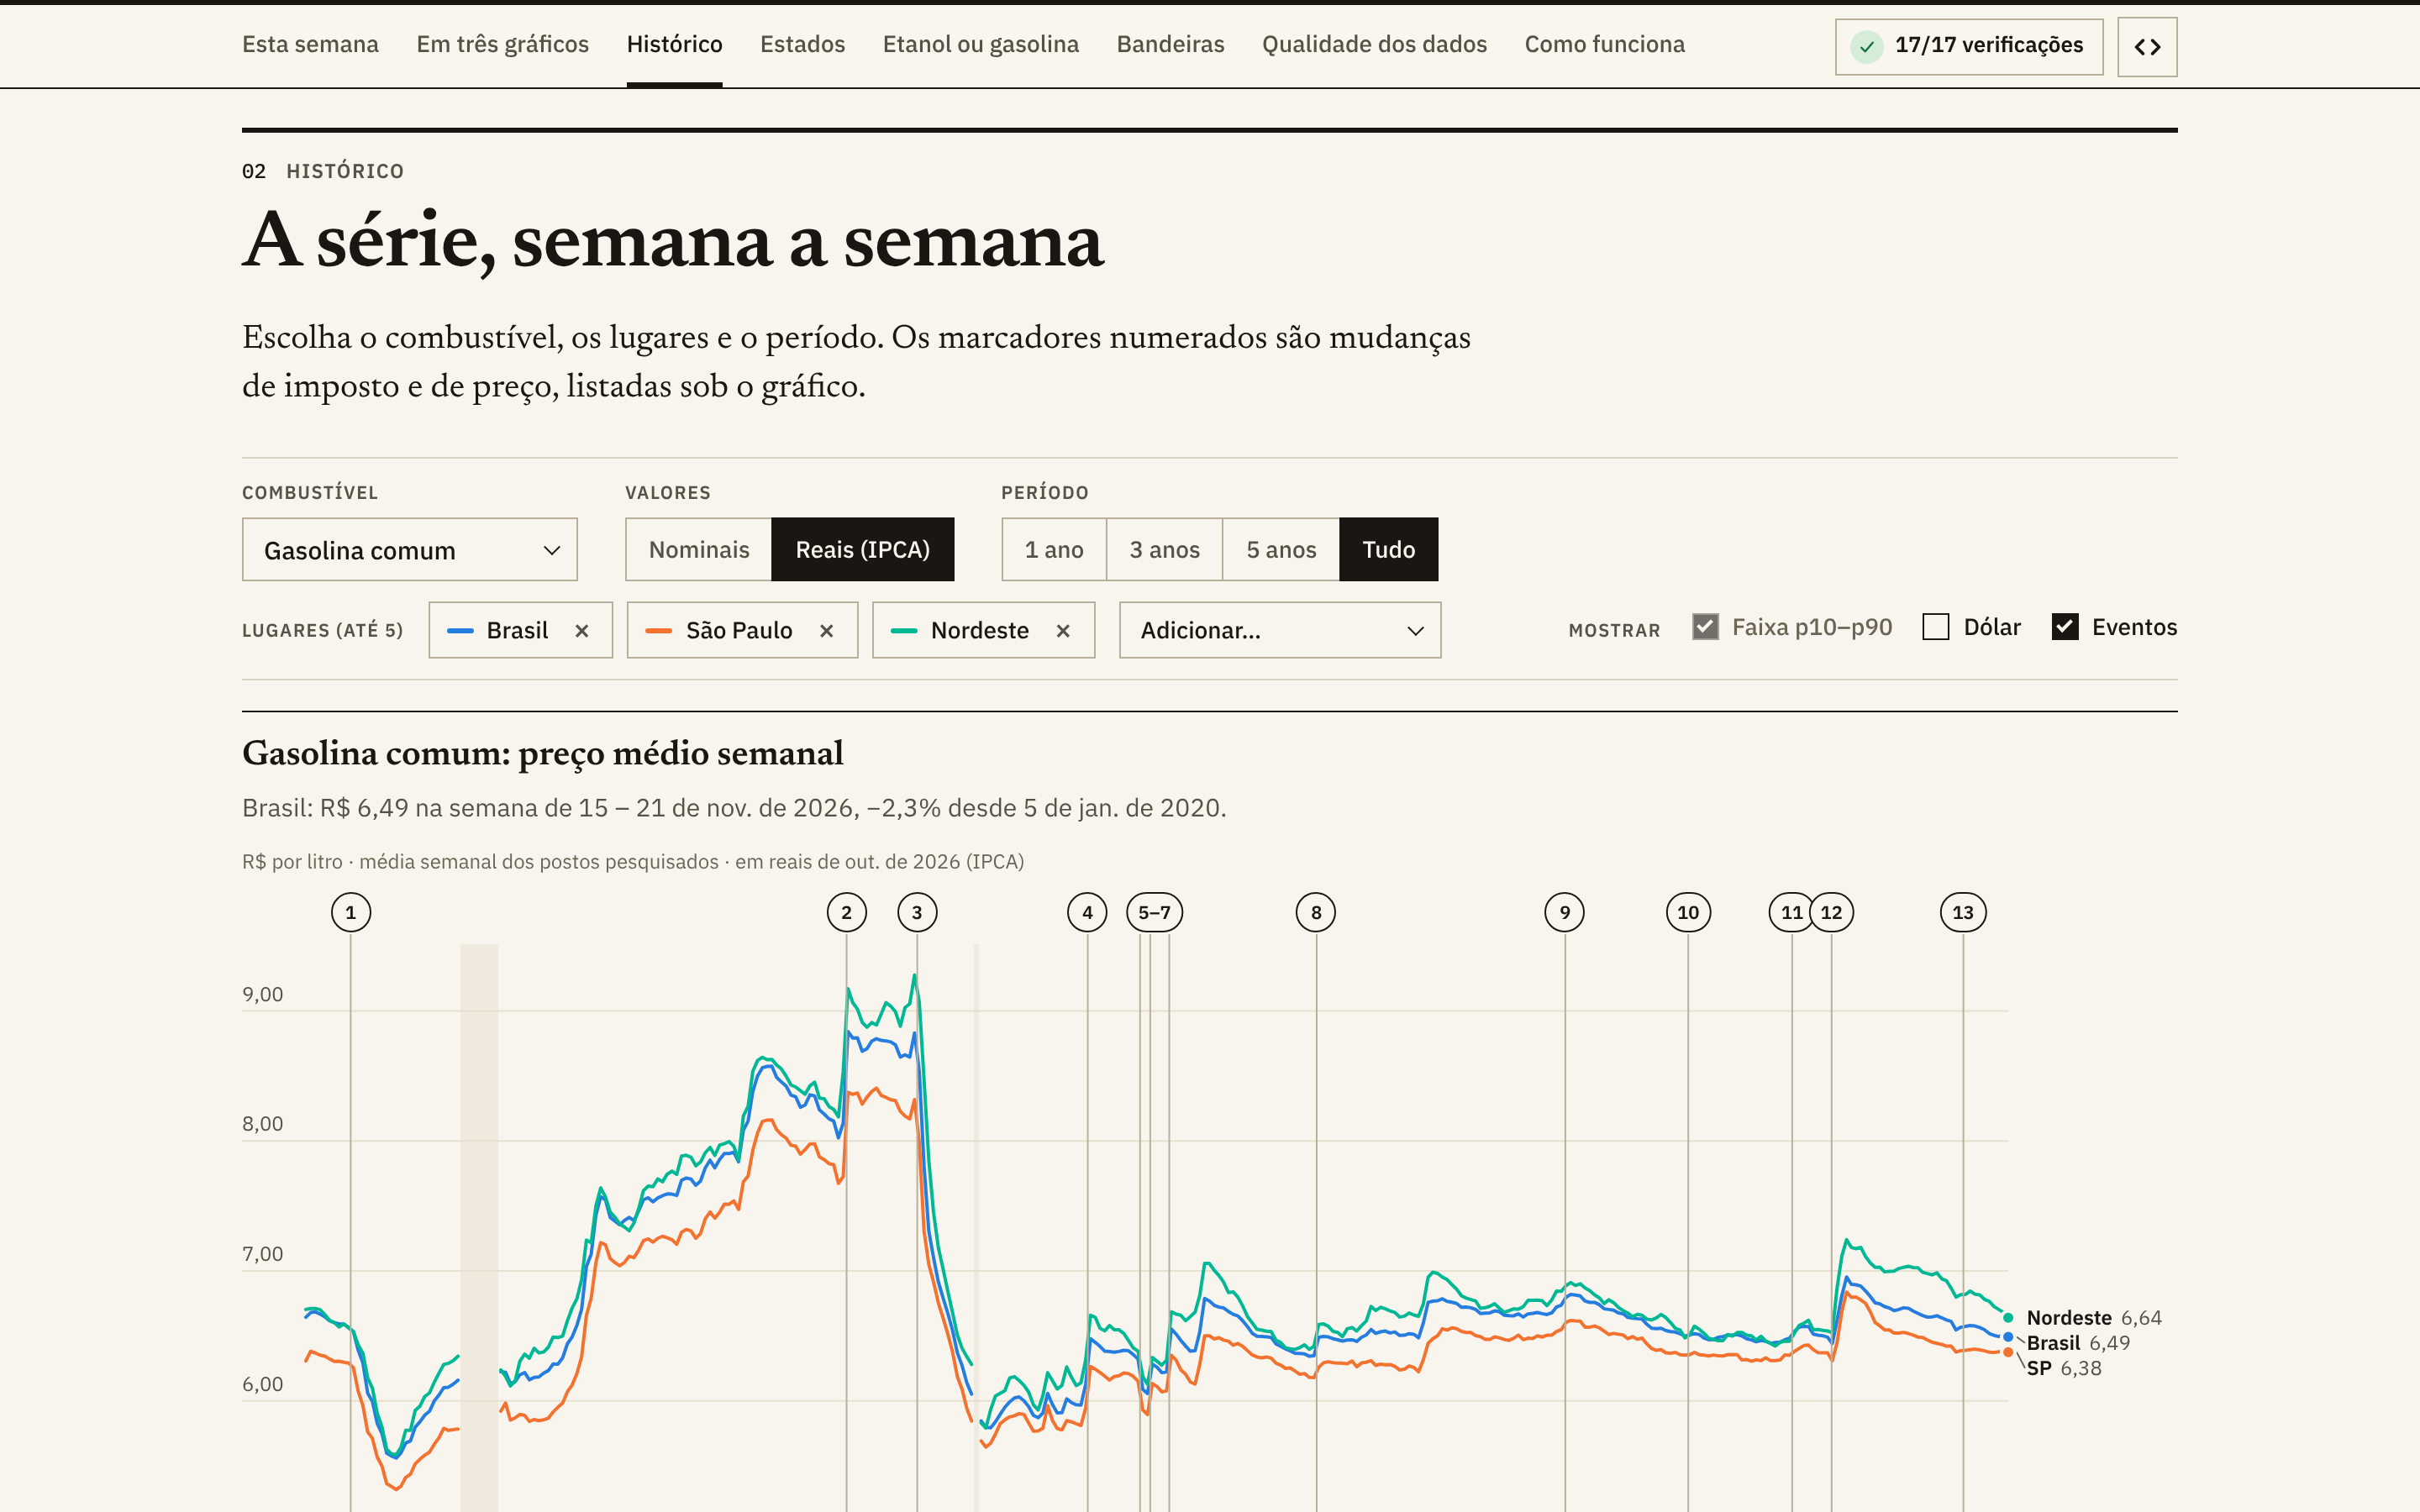 Esta semana Em três gráficos Histórico Estados Etanol ou gasolina Bandeiras Qualidade dos dados Como funciona 17/17 verificações
02 HISTÓRICO
A série, semana a semana
Escolha o combustível, os lugares e o período. Os marcadores numerados são mudanças
de imposto e de preço, listadas sob o gráfico.
COMBUSTÍVEL VALORES PERÍODO
Gasolina comum Nominais Reais (IPCA) 1 ano 3 anos 5 anos Tudo
LUGARES (ATÉ 5) Brasil × São Paulo × Nordeste × Adicionar... MOSTRAR Faixa p10–p90 Dólar Eventos
Gasolina comum: preço médio semanal
Brasil: R$ 6,49 na semana de 15 – 21 de nov. de 2026, −2,3% desde 5 de jan. de 2020.
R$ por litro · média semanal dos postos pesquisados · em reais de out. de 2026 (IPCA)
1 2 3 4 5–7 8 9 10 11 12 13
9,00
8,00
7,00
Nordeste 6,64
Brasil 6,49
SP 6,38
6,00